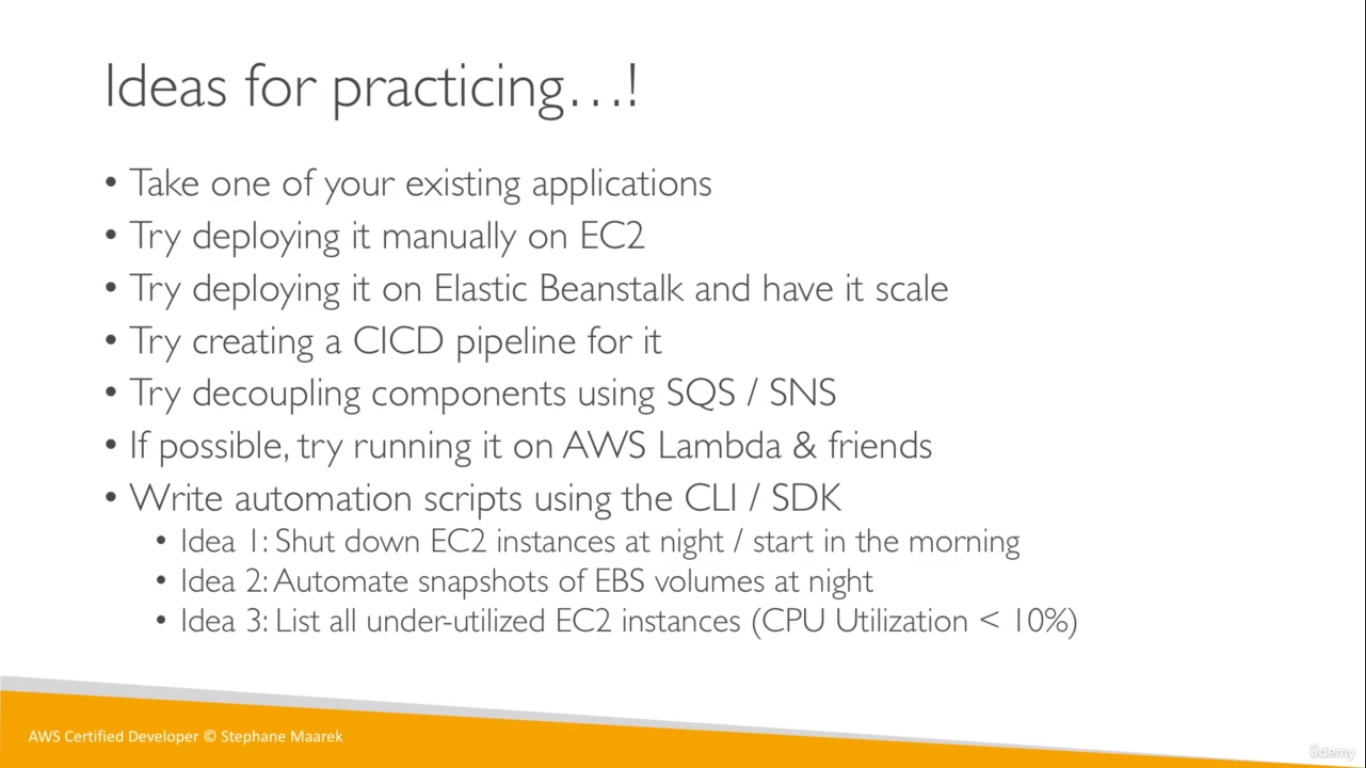 Ideas for practicing...!
• Take one of your existing applications
• Try deploying it manually on EC2
• Try deploying it on Elastic Beanstalk and have it scale
• Try creating a CICD pipeline for it
• Try decoupling components using SQS / SNS
• If possible, try running it on AWS Lambda & friends
• Write automation scripts using the CLI / SDK
• Idea 1: Shut down EC2 instances at night / start in the morning
• Idea 2: Automate snapshots of EBS volumes at night
• Idea 3: List all under-utilized EC2 instances (CPU Utilization < 10%)
AWS Certified Developer © Stephane Maarek
ûdemy